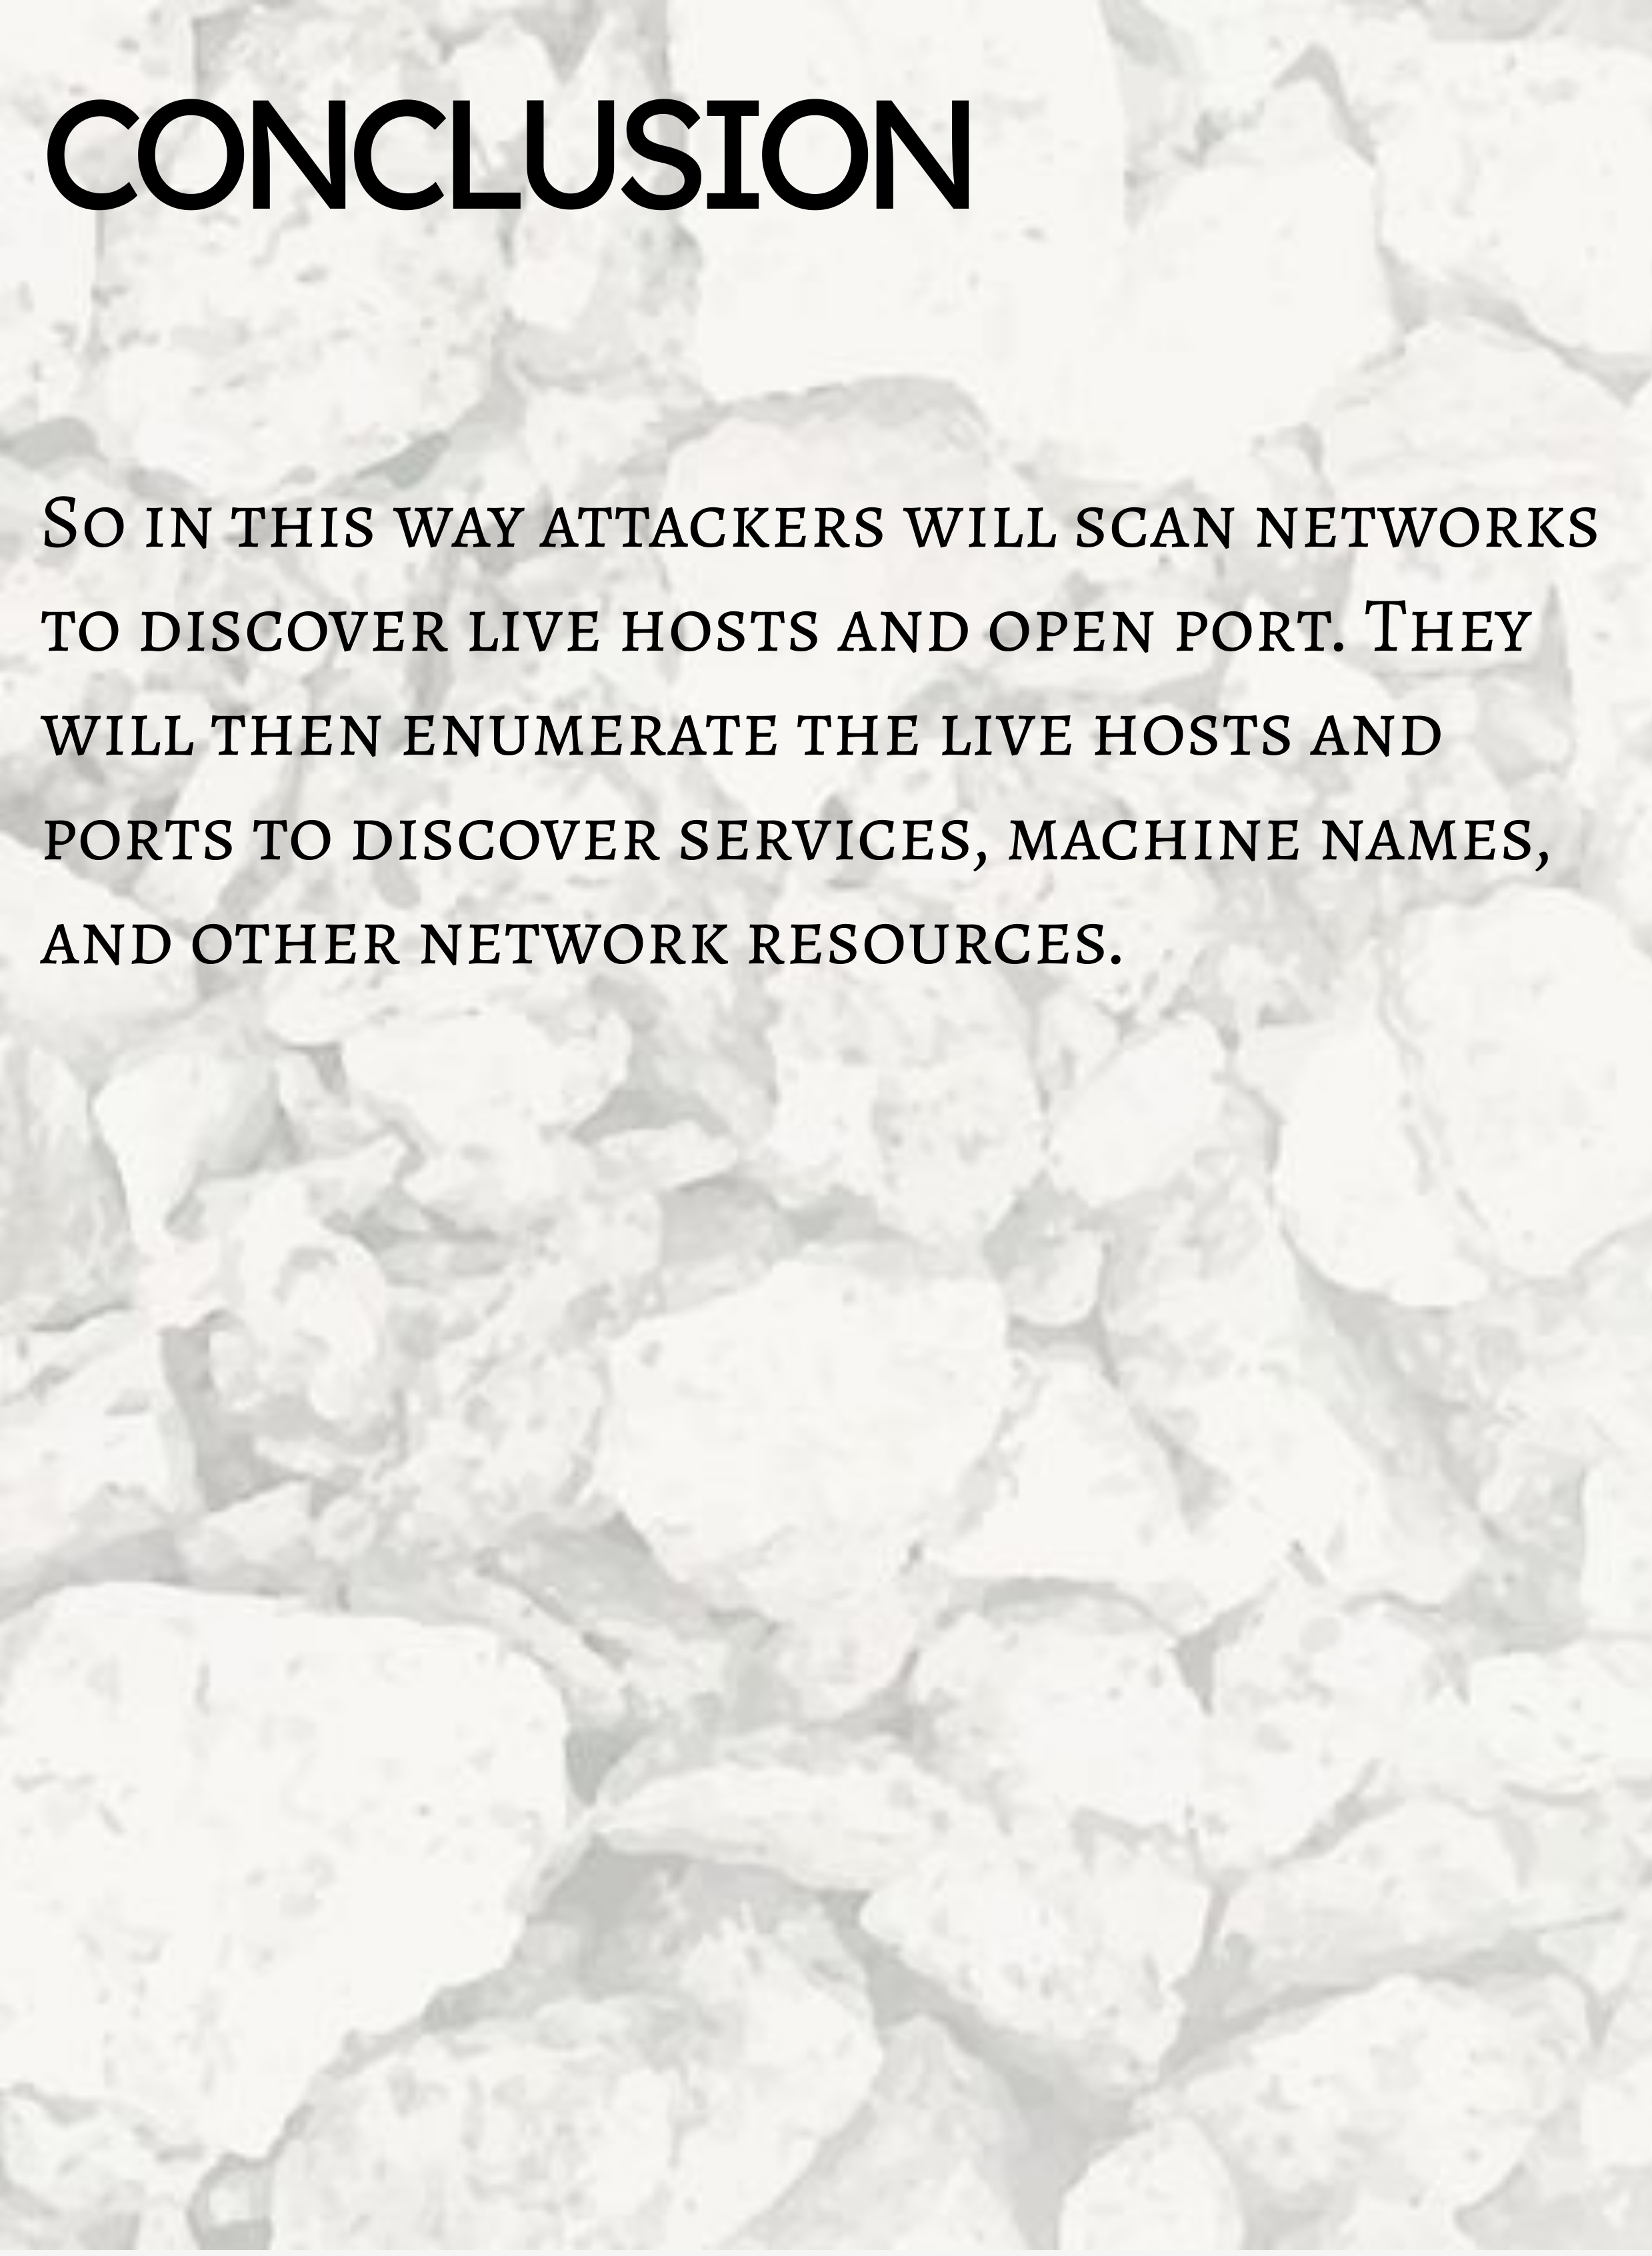 CONCLUSION
So in this way attackers will scan networks
to discover live hosts and open port. They
will then enumerate the live hosts and
ports to discover services, machine names,
and other network resources.